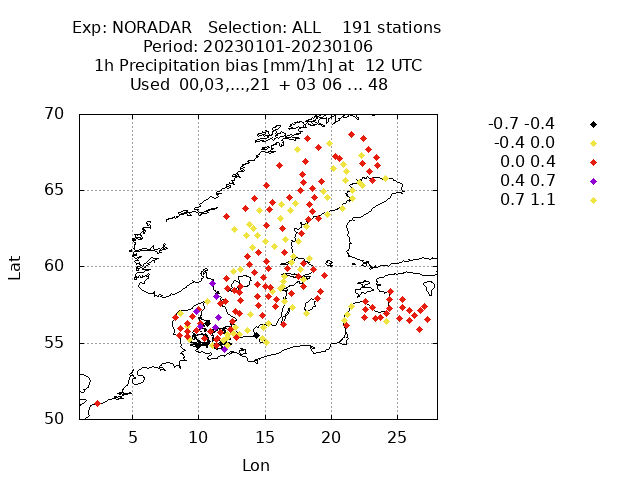 Exp: NORADAR Selection: ALL 191 stations
Period: 20230101-20230106
1h Precipitation bias [mm/1h] at 12 UTC
Used 00,03,...,21 + 03 06 ... 48
-0.7 -0.4
-0.4 0.0
0.0 0.4
0.4 0.7
0.7 1.1
70
65
60
55
50
Lat
5 10 15 20 25
Lon